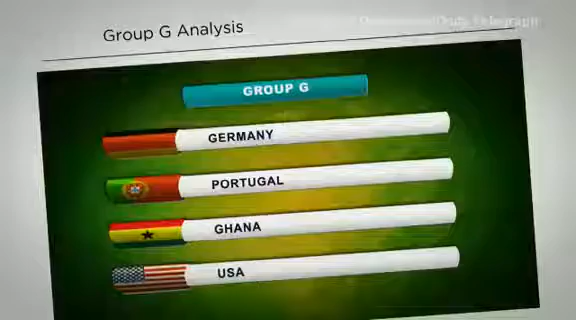 Group G Analysis
GROUP G
GERMANY
PORTUGAL
GHANA
USA